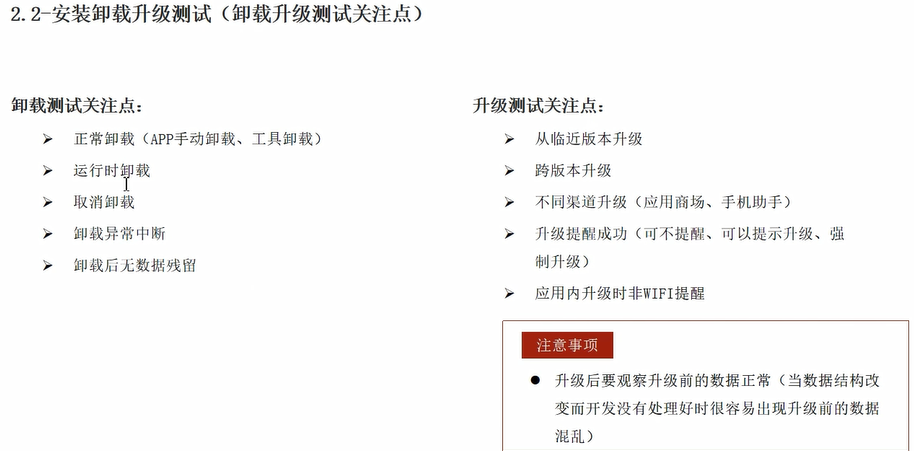 2.2-安装卸载升级测试（卸载升级测试关注点）
卸载测试关注点：
正常卸载（APP手动卸载、工具卸载）
运行时卸载
取消卸载
卸载异常中断
卸载后无数据残留
升级测试关注点：
从临近版本升级
跨版本升级
不同渠道升级（应用商场、手机助手）
升级提醒成功（可不提醒、可以提示升级、强
制升级）
应用内升级时非WIFI提醒
注意事项
升级后要观察升级前的数据正常（当数据结构改
变而开发没有处理好时很容易出现升级前的数据
混乱）